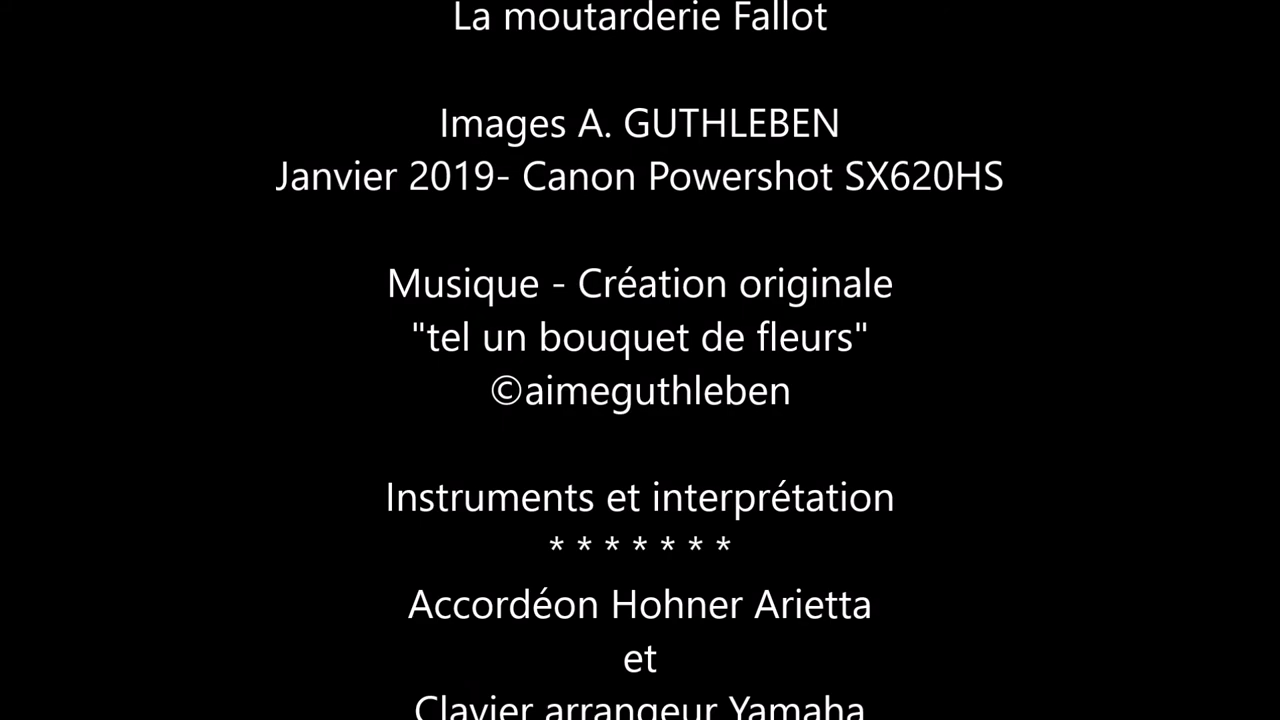 La moutarderie Fallot
Images A. GUTHLEBEN
Janvier 2019- Canon Powershot SX620HS
Musique - Création originale
"tel un bouquet de fleurs"
©aimeguthleben
Instruments et interprétation
* * * * * * *
Accordéon Hohner Arietta
et
Clavier arrangeur Yamaha